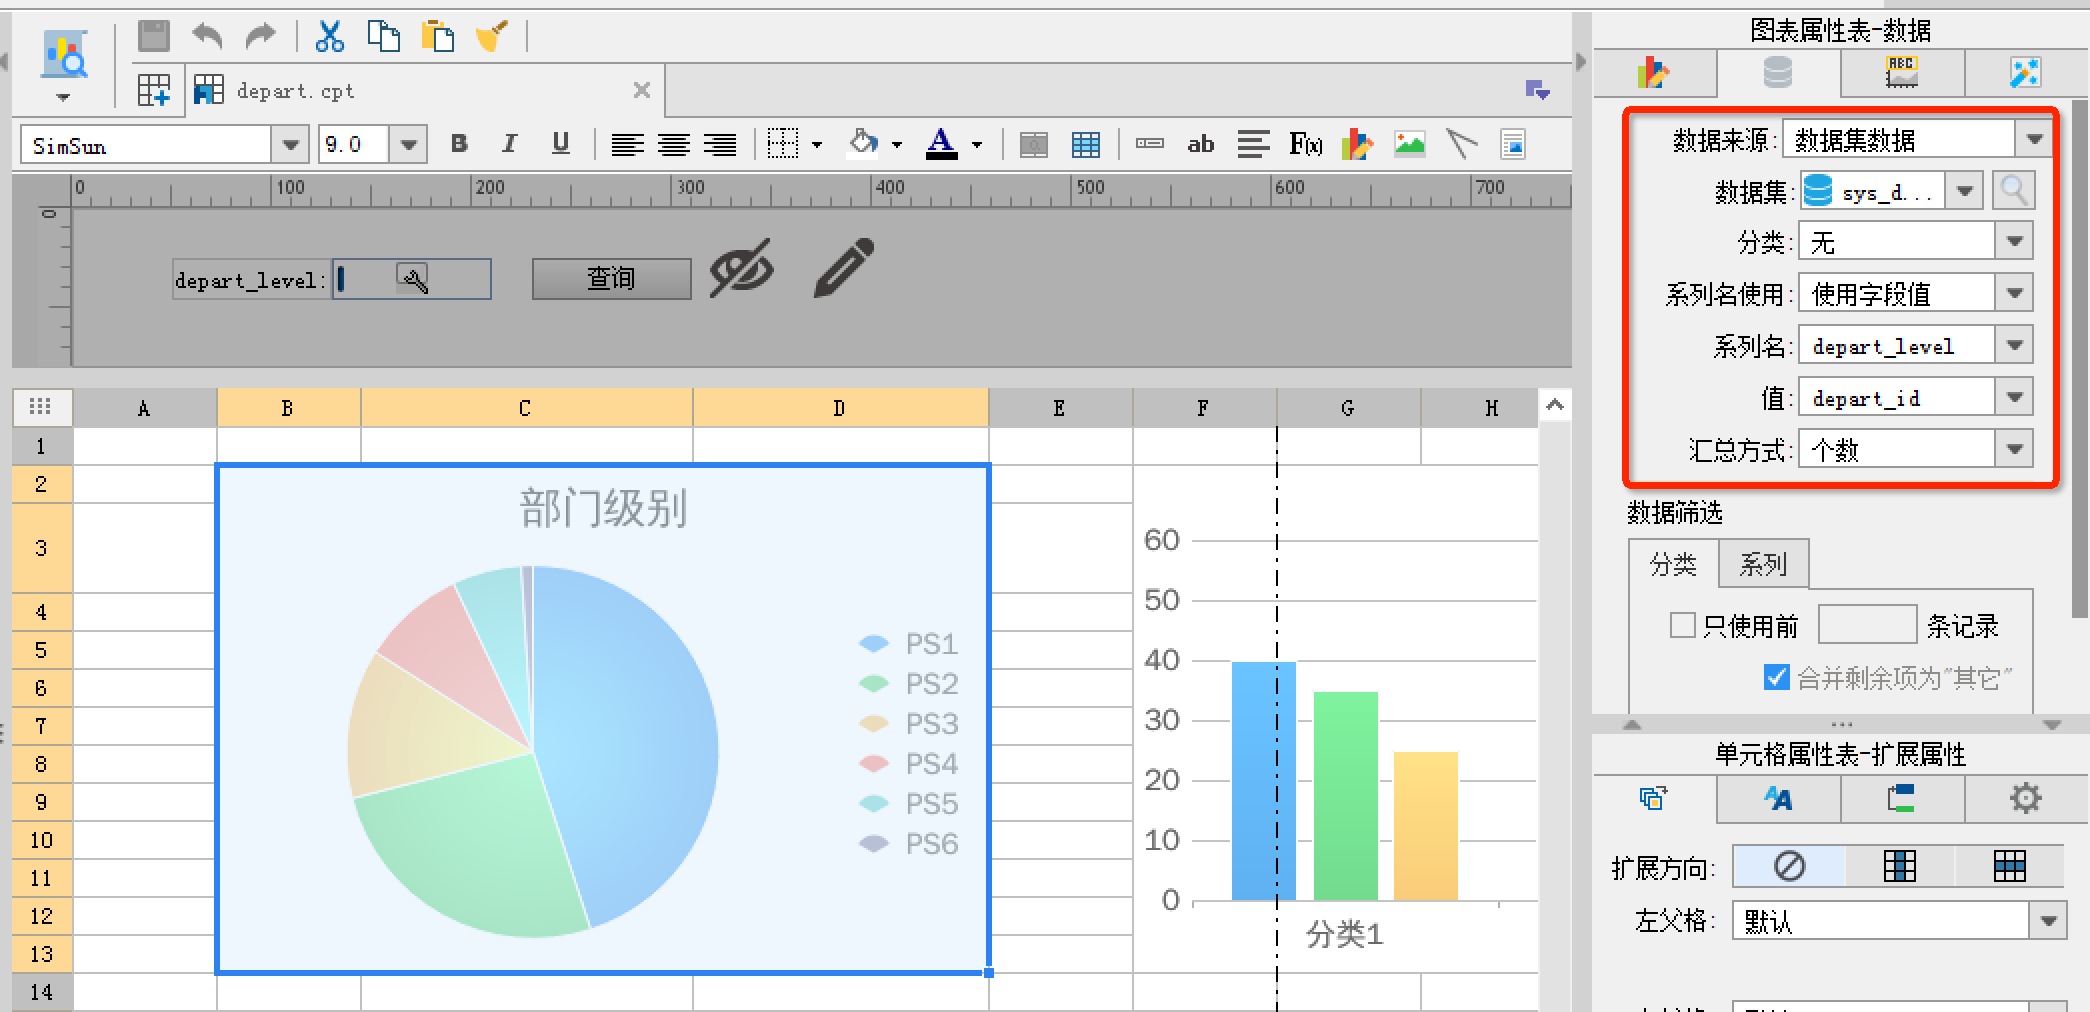 图表属性表-数据
depart.cpt
ABC
SimSun
9.0
B I U
A
ab
F(x)
0 100 200 300 400 500 600 700
0
depart_level:
查询
A B C D E F G H
1
2
3
4
5
6
7
8
9
10
11
12
13
14
部门级别
PS1
PS2
PS3
PS4
PS5
PS6
60
50
40
30
20
10
0
分类1
数据来源: 数据集数据
数据集: sys_d...
分类: 无
系列名使用: 使用字段值
系列名: depart_level
值: depart_id
汇总方式: 个数
数据筛选
分类 系列
只使用前 条记录
合并剩余项为"其它"
单元格属性表-扩展属性
扩展方向:
左父格: 默认